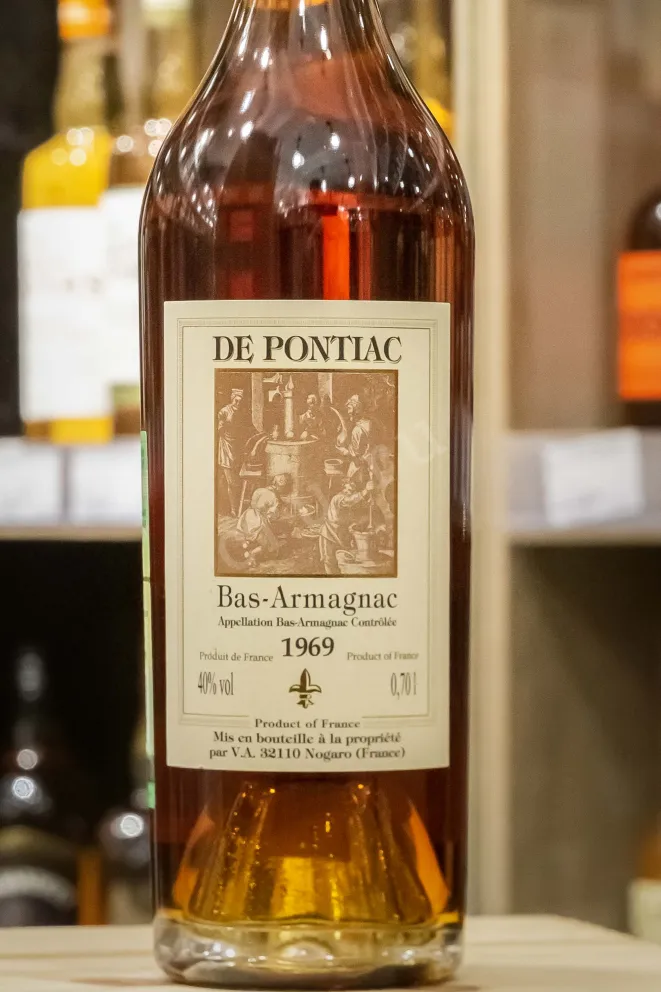 DE PONTIAC
Bas-Armagnac
Appellation Bas-Armagnac Contrôlée
Produit de France 1969 Product of France
40% vol 0,70 l
Product of France
Mis en bouteille à la propriété
par V.A. 32110 Nogaro (France)